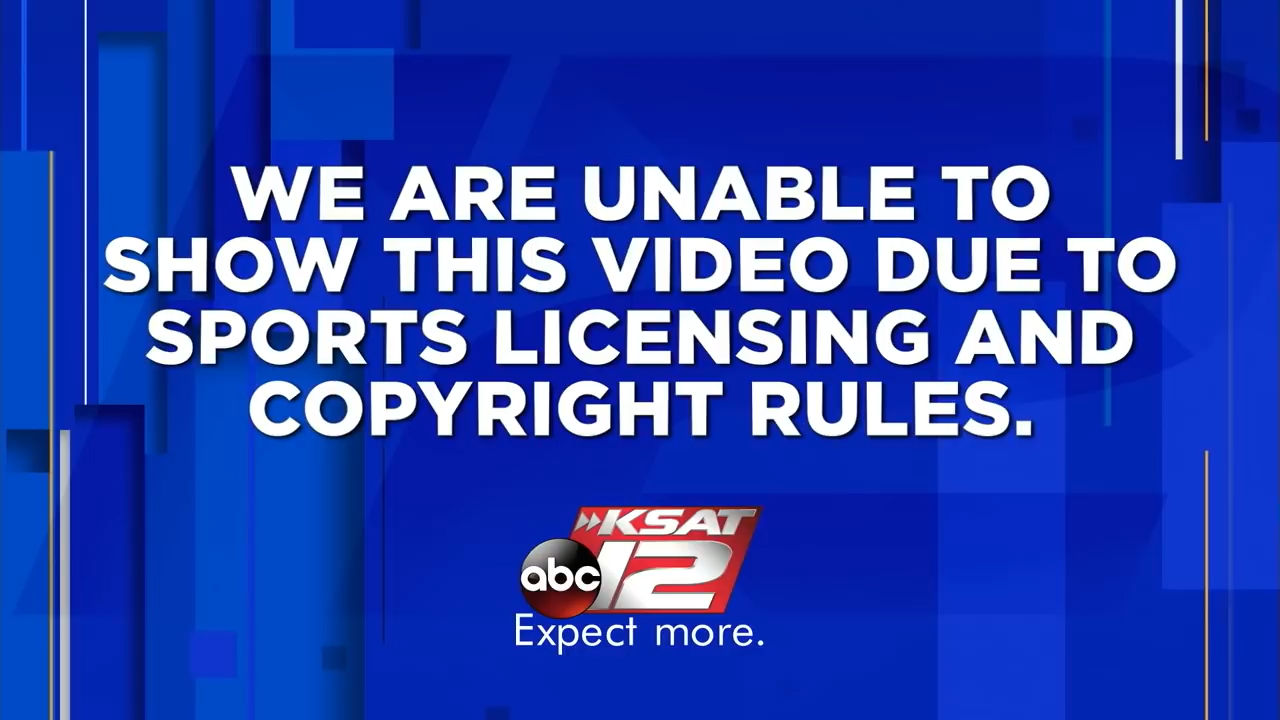 WE ARE UNABLE TO
SHOW THIS VIDEO DUE TO
SPORTS LICENSING AND
COPYRIGHT RULES.
KSAT
abc 12
Expect more.